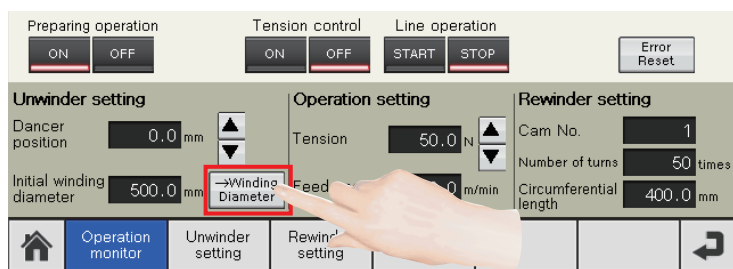 Preparing operation
Tension control
Line operation
ON OFF
ON OFF
START STOP
Error
Reset
Unwinder setting
Operation setting
Rewinder setting
Dancer
position
0.0 mm
Tension
50.0 N
Cam No.
1
Number of turns
50 times
Initial winding
diameter
500.0 mm
→Winding
Diameter
Feed
0 m/min
Circumferential
length
400.0 mm
Operation
monitor
Unwinder
setting
Rewind
setting